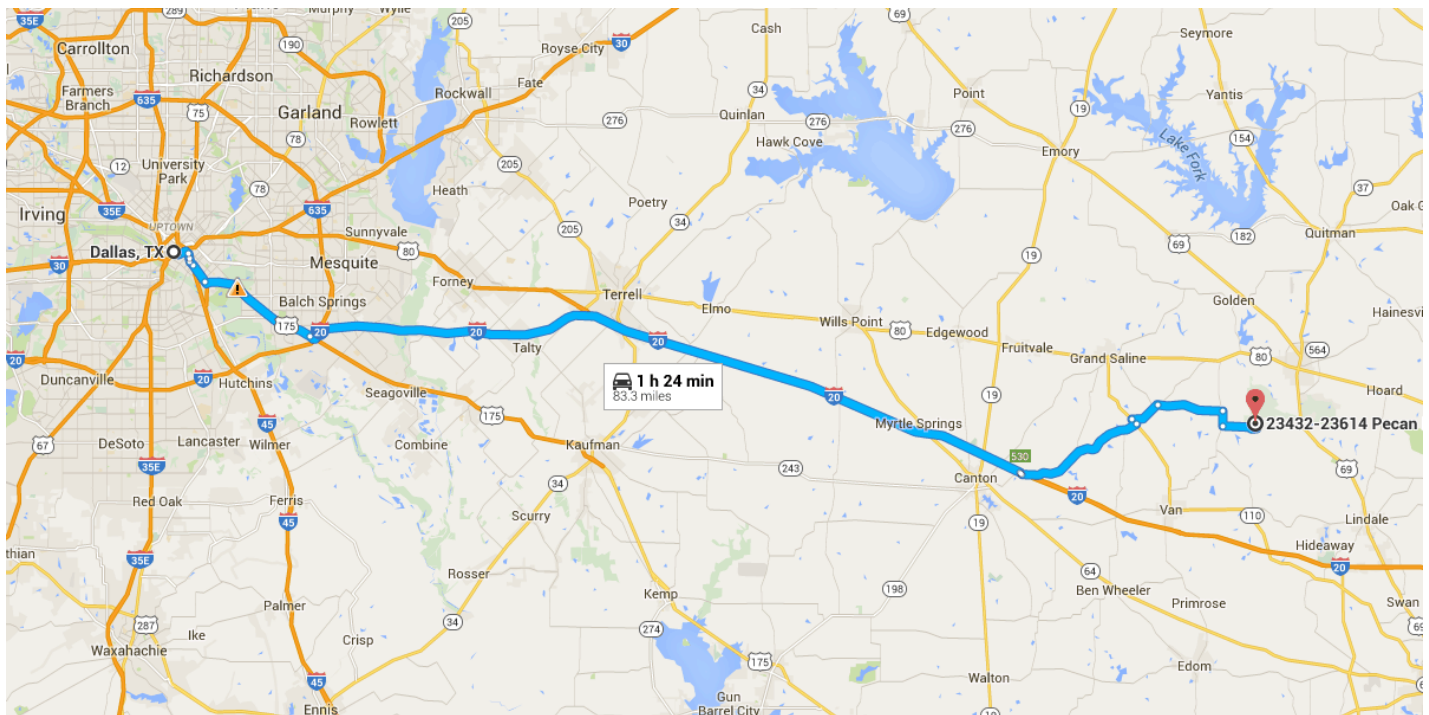 35E
289
Murphy
Wylie
205
Cash
69
Seymore
Carrollton
190
Royse City
30
Richardson
Fate
34
Point
19
Yantis
Farmers
Branch
635
75
Garland
Rockwall
Rowlett
78
276
Quinlan
276
Hawk Cove
276
154
12
University
Park
78
205
Emory
Lake Fork
37
Irving
35E
635
Heath
Poetry
Oak G
UPTOWN
Sunnyvale
205
34
182
Quitman
Dallas, TX
80
69
30
Mesquite
19
Forney
Terrell
Golden
Balch Springs
Elmo
Hainesvi
175
20
20
Wills Point
80
Edgewood
Talty
20
Fruitvale
Grand Saline
80
564
20
Duncanville
20
Hutchins
1 h 24 min
83.3 miles
Hoard
Seagoville
20
19
175
Myrtle Springs
23432-23614 Pecan
67
DeSoto
Lancaster
Wilmer
45
Combine
Kaufman
530
35E
243
Canton
69
Red Oak
Ferris
34
20
Scurry
19
Van
110
Lindale
45
Hideaway
thian
35E
Rosser
64
20
Kemp
198
Ben Wheeler
Primrose
Swan
Palmer
34
69
287
Ike
Crisp
274
Waxahachie
175
Edom
45
Walton
Gun
Barrel City
Ennis
19